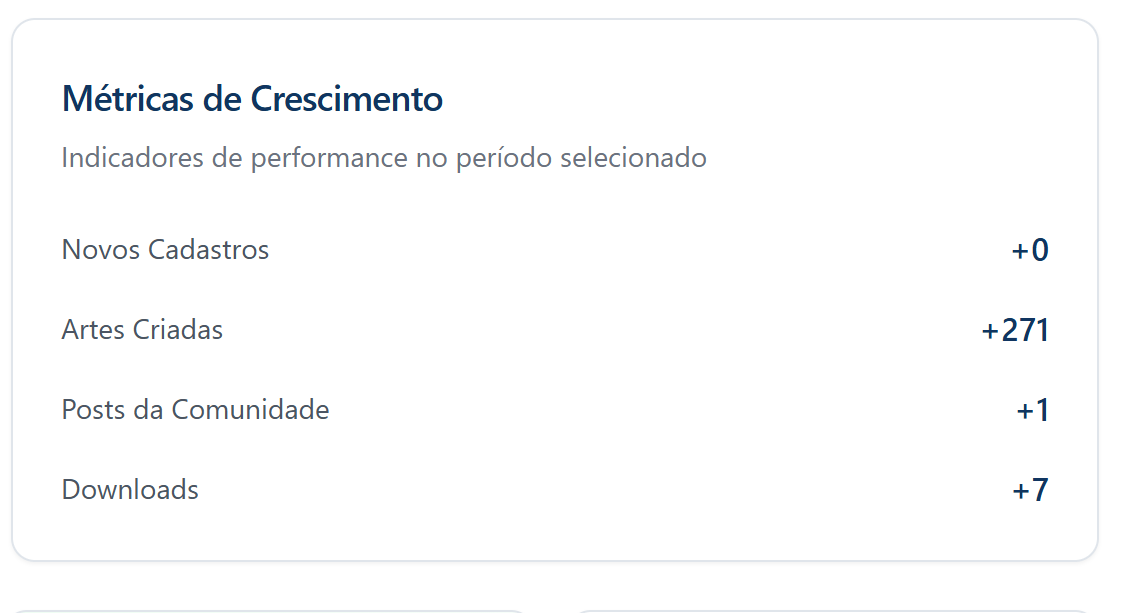 Métricas de Crescimento
Indicadores de performance no período selecionado
Novos Cadastros +0
Artes Criadas +271
Posts da Comunidade +1
Downloads +7